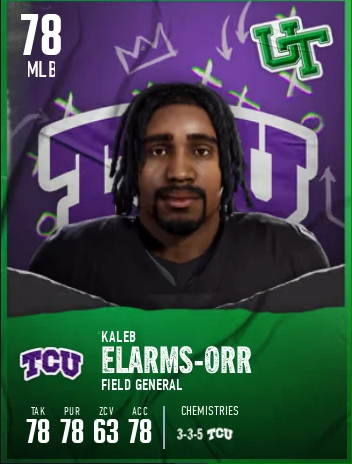 78
MLB
UT
TCU
KALEB
ELARMS-ORR
FIELD GENERAL
TCU
TAK PUR ZCV ACC
78 78 63 78
CHEMISTRIES
3-3-5 TCU